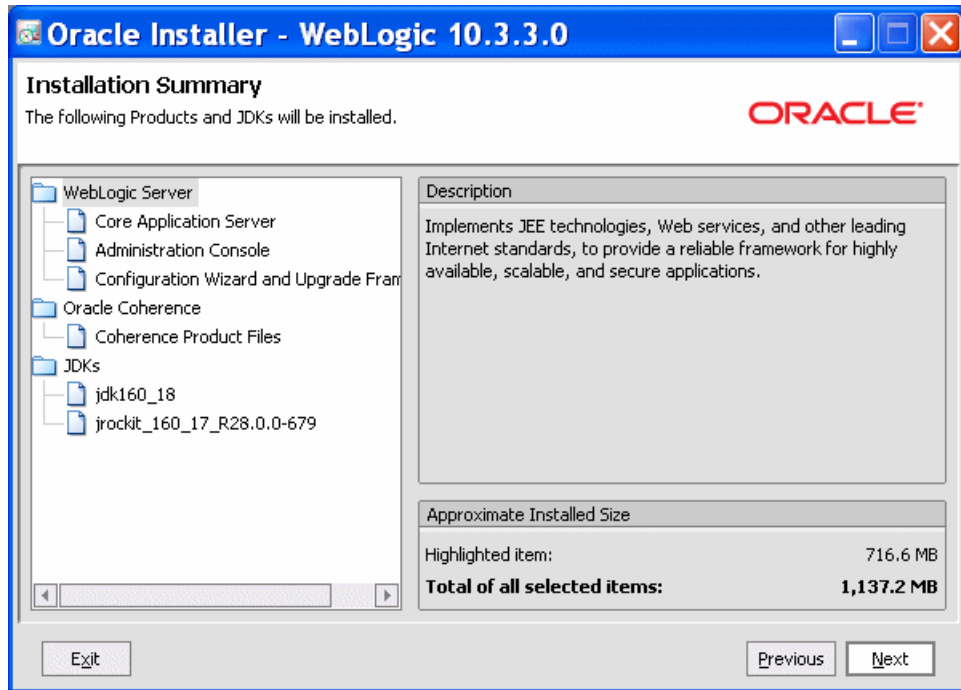 Oracle Installer - WebLogic 10.3.3.0
Installation Summary
The following Products and JDKs will be installed.
ORACLE
WebLogic Server
Core Application Server
Administration Console
Configuration Wizard and Upgrade Fram
Oracle Coherence
Coherence Product Files
JDKs
jdk160_18
jrockit_160_17_R28.0.0-679
Description
Implements JEE technologies, Web services, and other leading
Internet standards, to provide a reliable framework for highly
available, scalable, and secure applications.
Approximate Installed Size
Highlighted item: 716.6 MB
Total of all selected items: 1,137.2 MB
Exit
Previous
Next